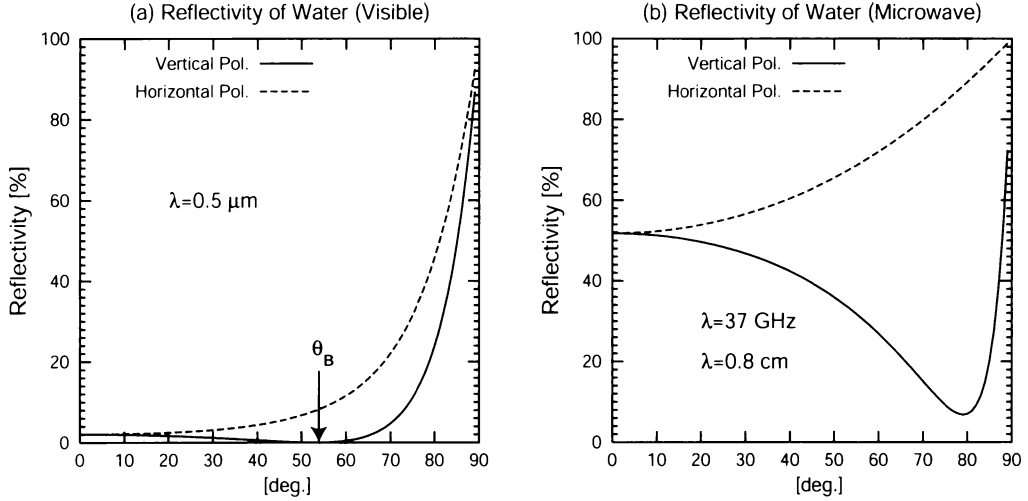 (a) Reflectivity of Water (Visible)
100
80
60
40
20
0
Reflectivity [%]
Vertical Pol.
Horizontal Pol.
λ=0.5 μm
θB
0 10 20 30 40 50 60 70 80 90
[deg.]
(b) Reflectivity of Water (Microwave)
100
80
60
40
20
0
Reflectivity [%]
Vertical Pol.
Horizontal Pol.
λ=37 GHz
λ=0.8 cm
0 10 20 30 40 50 60 70 80 90
[deg.]